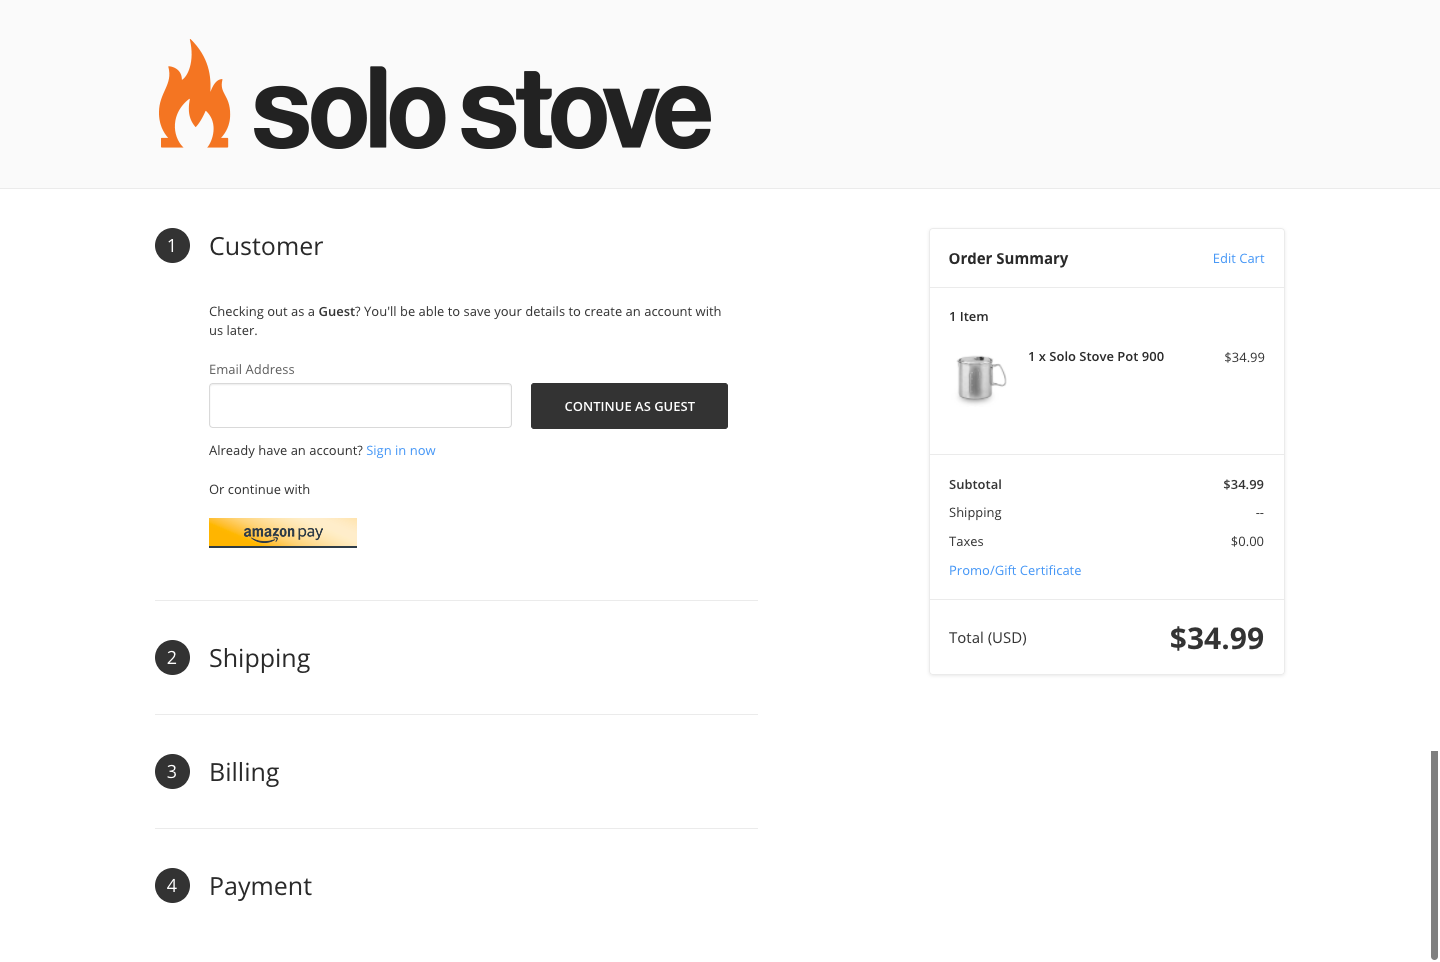 solo stove
1 Customer
Checking out as a Guest? You'll be able to save your details to create an account with
us later.
Email Address
CONTINUE AS GUEST
Already have an account? Sign in now
Or continue with
amazon pay
2 Shipping
3 Billing
4 Payment
Order Summary Edit Cart
1 Item
1 x Solo Stove Pot 900 $34.99
Subtotal $34.99
Shipping --
Taxes $0.00
Promo/Gift Certificate
Total (USD) $34.99